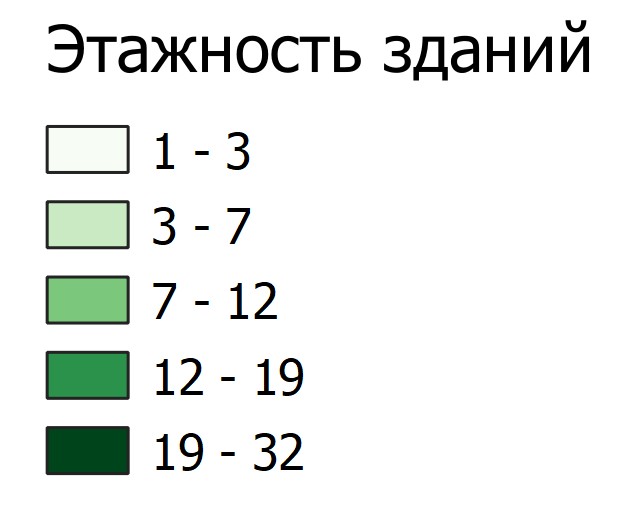 Этажность зданий
1 - 3
3 - 7
7 - 12
12 - 19
19 - 32